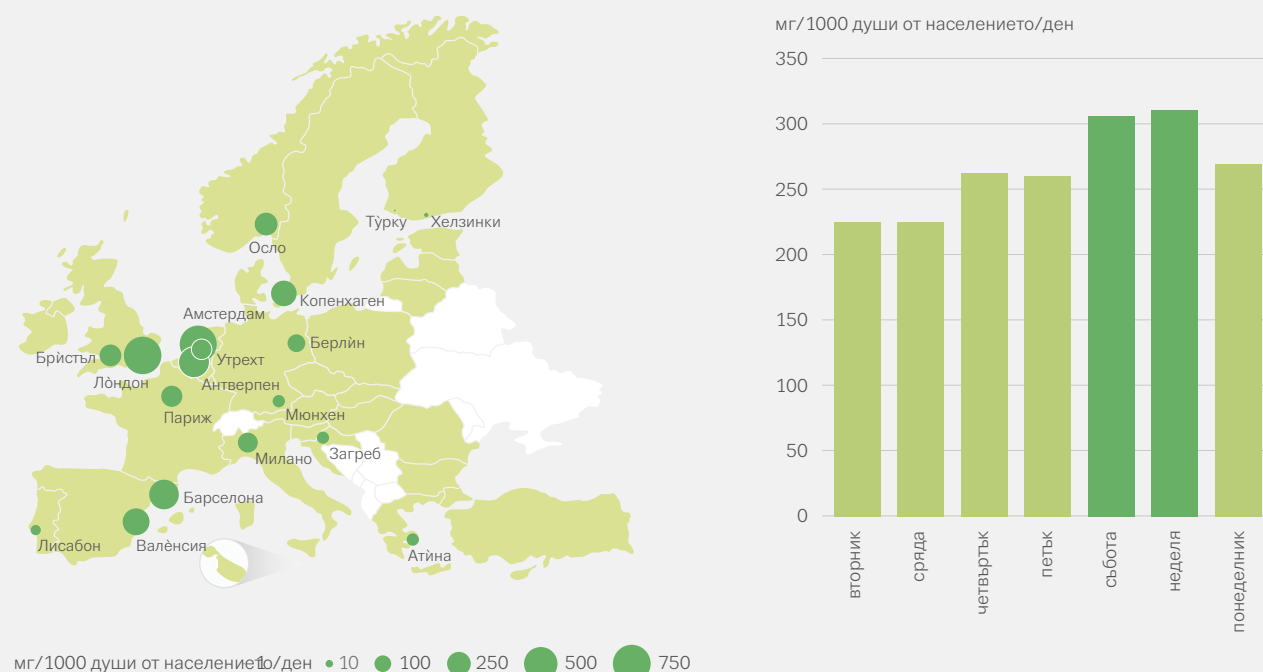 мг/1000 души от населението/ден
350
300
250
200
150
100
50
0
вторник
сряда
четвъртък
петък
събота
неделя
понеделник
Тỳрку
Хелзинки
Осло
Копенхаген
Амстердам
Берлѝн
Брѝстъл
Утрехт
Лòндон
Антверпен
Париж
Мюнхен
Милано
Загреб
Барселона
Лисабон
Валѐнсия
Атѝна
мг/1000 души от населението/ден 1 10 100 250 500 750